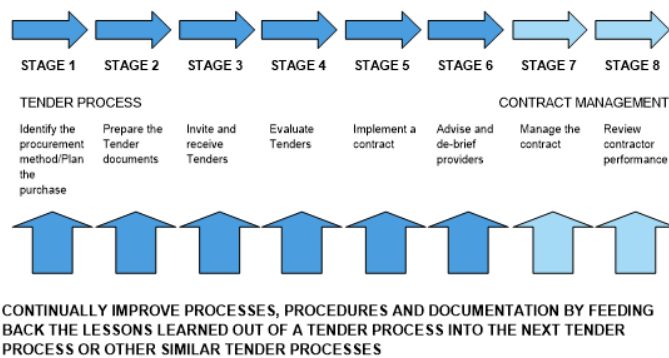 STAGE 1 STAGE 2 STAGE 3 STAGE 4 STAGE 5 STAGE 6 STAGE 7 STAGE 8
TENDER PROCESS CONTRACT MANAGEMENT
Identify the
procurement
method/Plan
the
purchase
Prepare the
Tender
documents
Invite and
receive
Tenders
Evaluate
Tenders
Implement a
contract
Advise and
de-brief
providers
Manage the
contract
Review
contractor
performance
CONTINUALLY IMPROVE PROCESSES, PROCEDURES AND DOCUMENTATION BY FEEDING
BACK THE LESSONS LEARNED OUT OF A TENDER PROCESS INTO THE NEXT TENDER
PROCESS OR OTHER SIMILAR TENDER PROCESSES